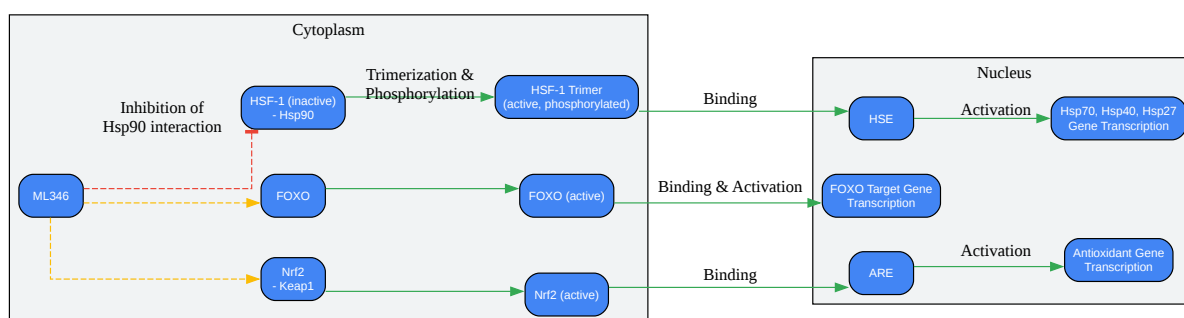 Cytoplasm
Nucleus
Trimerization &
Phosphorylation
Inhibition of
Hsp90 interaction
HSF-1 (inactive)
- Hsp90
HSF-1 Trimer
(active, phosphorylated)
Binding
HSE
Activation
Hsp70, Hsp40, Hsp27
Gene Transcription
ML346
FOXO
FOXO (active)
Binding & Activation
FOXO Target Gene
Transcription
Nrf2
- Keap1
Nrf2 (active)
Binding
ARE
Activation
Antioxidant Gene
Transcription